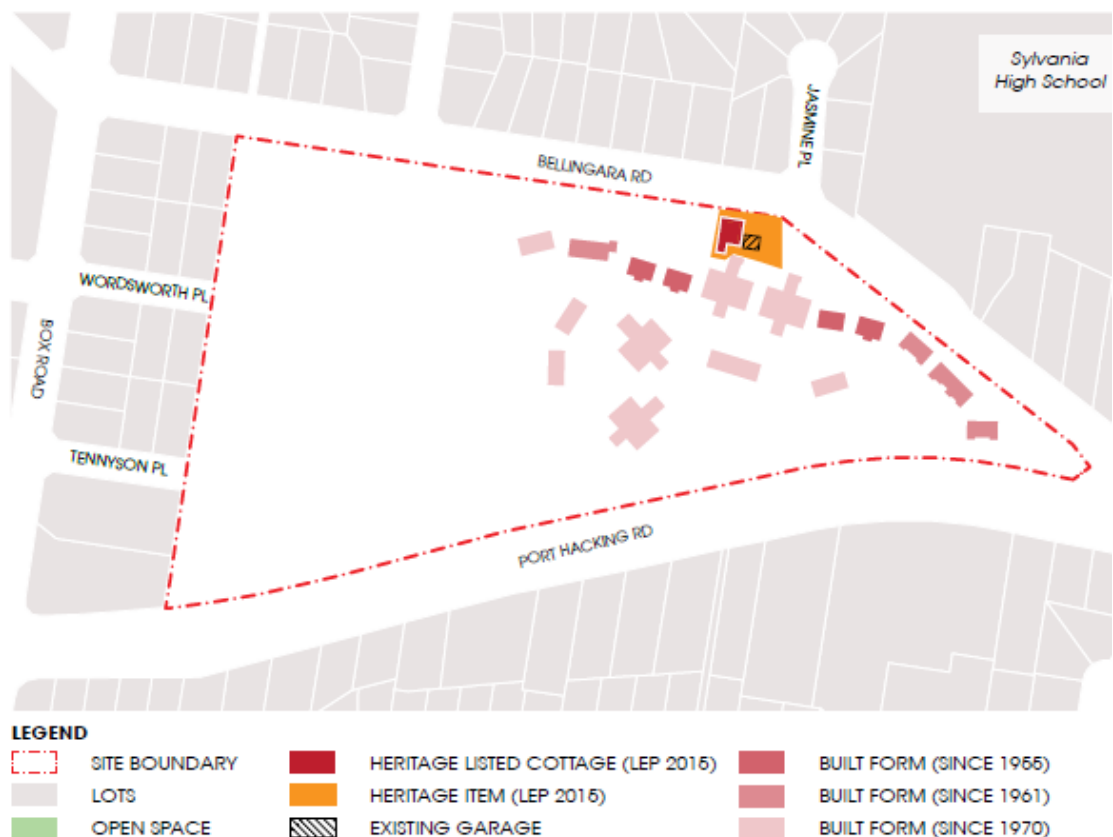 Sylvania
High School
JASMINE PL
BELLINGARA RD
WORDSWORTH PL
BOX ROAD
TENNYSON PL
PORT HACKING RD
LEGEND
SITE BOUNDARY
HERITAGE LISTED COTTAGE (LEP 2015)
BUILT FORM (SINCE 1955)
LOTS
HERITAGE ITEM (LEP 2015)
BUILT FORM (SINCE 1961)
OPEN SPACE
EXISTING GARAGE
BUILT FORM (SINCE 1970)